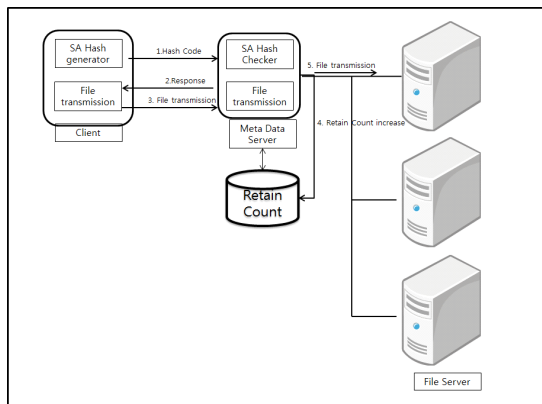 SA Hash
generator
1.Hash Code
SA Hash
Checker
2.Response
File
transmission
3. File transmission
File
transmission
Client
Meta Data
Server
Retain
Count
5. File transmission
4. Retain Count increase
File Server